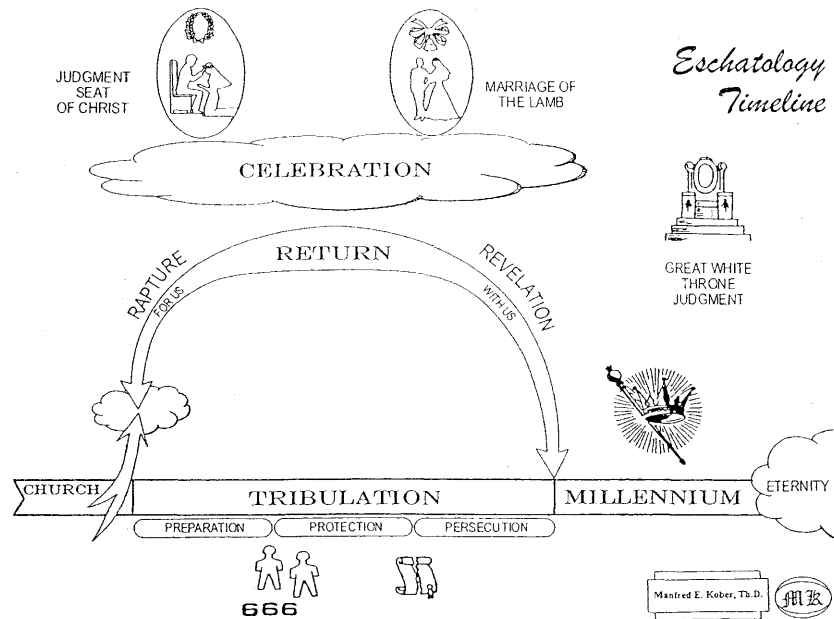 Eschatology
Timeline
JUDGMENT
SEAT
OF CHRIST
MARRIAGE OF
THE LAMB
CELEBRATION
GREAT WHITE
THRONE
JUDGMENT
RAPTURE
FOR US
RETURN
REVELATION
WITH US
CHURCH
TRIBULATION
MILLENNIUM
ETERNITY
PREPARATION
PROTECTION
PERSECUTION
666
Manfred E. Kober, Th.D.
MK